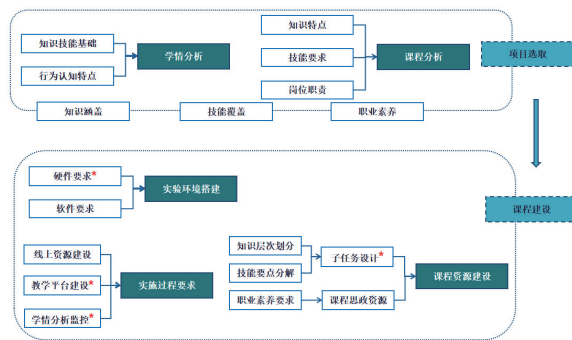 知识技能基础
行为认知特点
学情分析
知识特点
技能要求
岗位职责
课程分析
项目选取
知识涵盖
技能覆盖
职业素养
硬件要求*
软件要求
实验环境搭建
课程建设
线上资源建设
教学平台建设*
学情分析监控*
实施过程要求
知识层次划分
技能要点分解
职业素养要求
子任务设计*
课程思政资源
课程资源建设